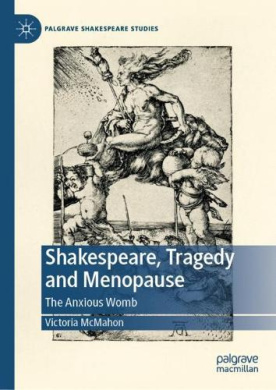 PALGRAVE SHAKESPEARE STUDIES
Shakespeare, Tragedy
and Menopause
The Anxious Womb
Victoria McMahon
palgrave
macmillan